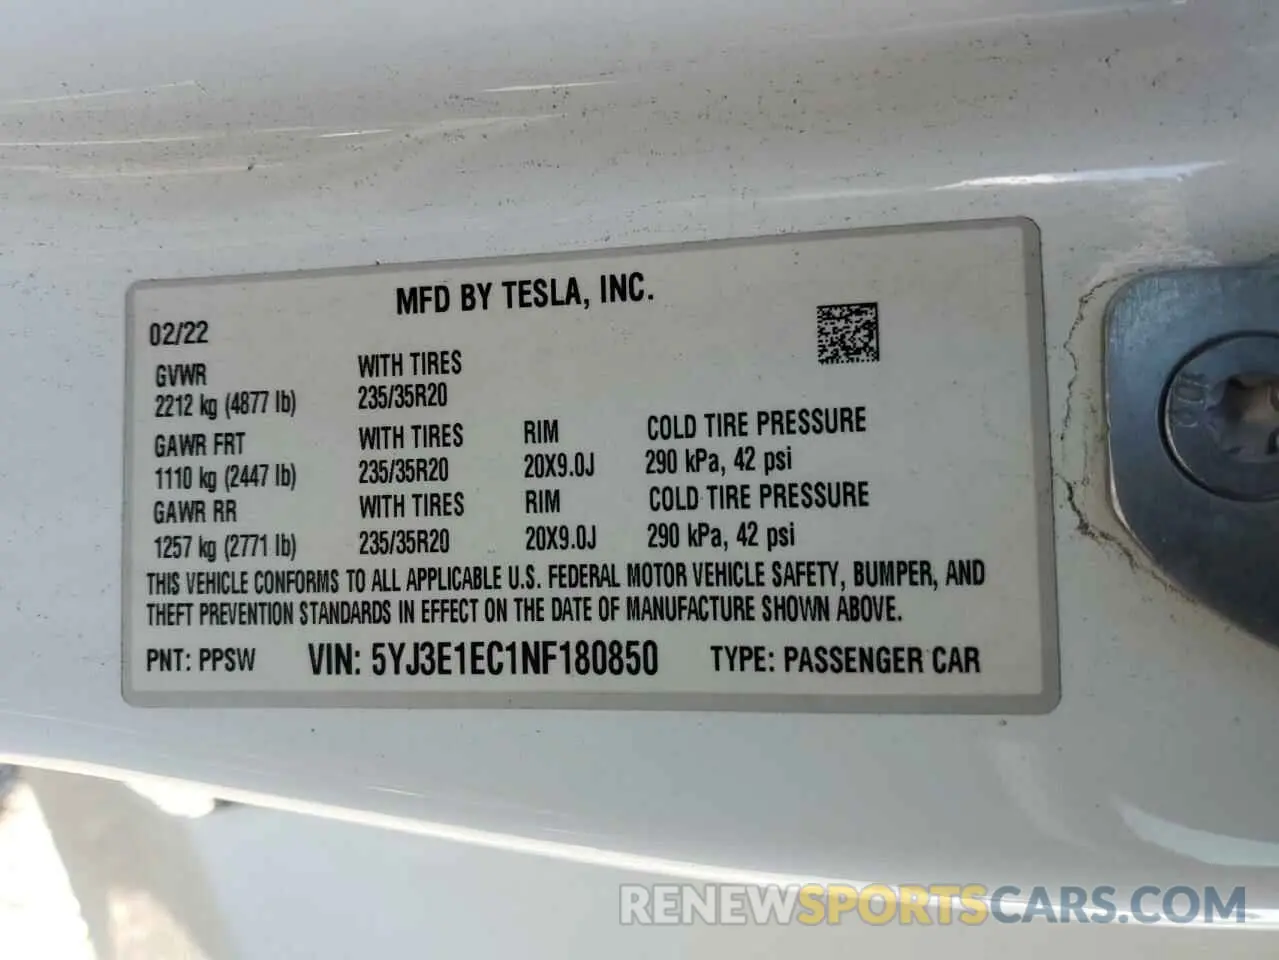 MFD BY TESLA, INC.
02/22
GVWR WITH TIRES
2212 kg (4877 lb) 235/35R20
GAWR FRT WITH TIRES RIM COLD TIRE PRESSURE
1110 kg (2447 lb) 235/35R20 20X9.0J 290 kPa, 42 psi
GAWR RR WITH TIRES RIM COLD TIRE PRESSURE
1257 kg (2771 lb) 235/35R20 20X9.0J 290 kPa, 42 psi
THIS VEHICLE CONFORMS TO ALL APPLICABLE U.S. FEDERAL MOTOR VEHICLE SAFETY, BUMPER, AND
THEFT PREVENTION STANDARDS IN EFFECT ON THE DATE OF MANUFACTURE SHOWN ABOVE.
PNT: PPSW VIN: 5YJ3E1EC1NF180850 TYPE: PASSENGER CAR
RENEWSPORTSCARS.COM